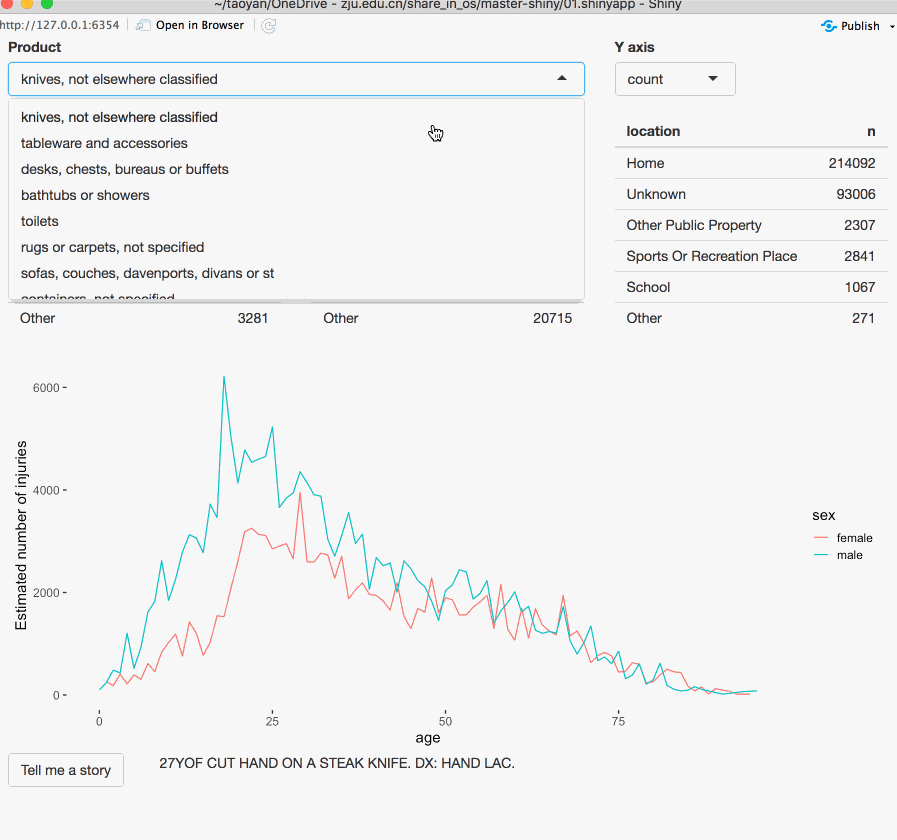 ~/taoyan/OneDrive - zju.edu.cn/share_in_os/master-shiny/01.shinyapp - Shiny
http://127.0.0.1:6354 Open in Browser Publish
Product Y axis
knives, not elsewhere classified count
knives, not elsewhere classified
tableware and accessories
desks, chests, bureaus or buffets
bathtubs or showers
toilets
rugs or carpets, not specified
sofas, couches, davenports, divans or st
containers, not specified
location n
Home 214092
Unknown 93006
Other Public Property 2307
Sports Or Recreation Place 2841
School 1067
Other 3281 Other 20715 Other 271
Estimated number of injuries
6000
4000
2000
0
0 25 50 75
age
sex
female
male
Tell me a story 27YOF CUT HAND ON A STEAK KNIFE. DX: HAND LAC.